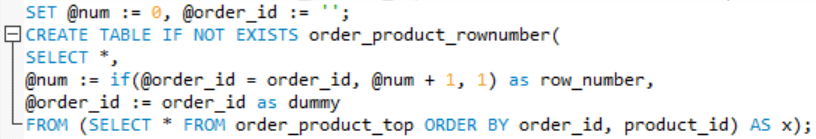 SET @num := 0, @order_id := '';
CREATE TABLE IF NOT EXISTS order_product_rownumber(
SELECT *,
@num := if(@order_id = order_id, @num + 1, 1) as row_number,
@order_id := order_id as dummy
FROM (SELECT * FROM order_product_top ORDER BY order_id, product_id) AS x);